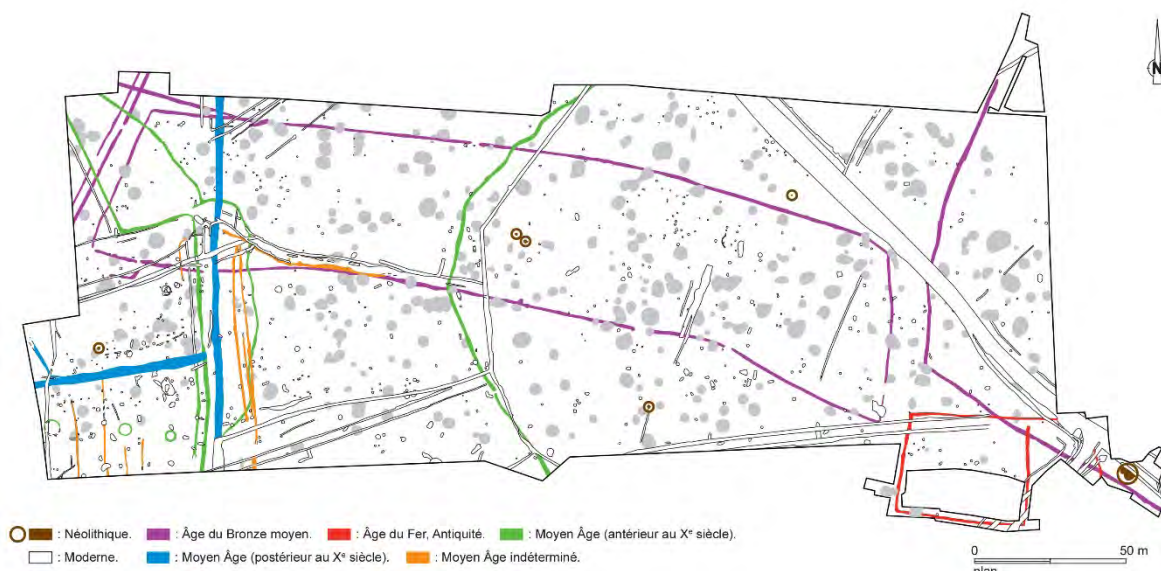 N
: Néolithique. : Âge du Bronze moyen. : Âge du Fer, Antiquité. : Moyen Âge (antérieur au Xe siècle).
: Moderne. : Moyen Âge (postérieur au Xe siècle). : Moyen Âge indéterminé.
0 50 m
plan